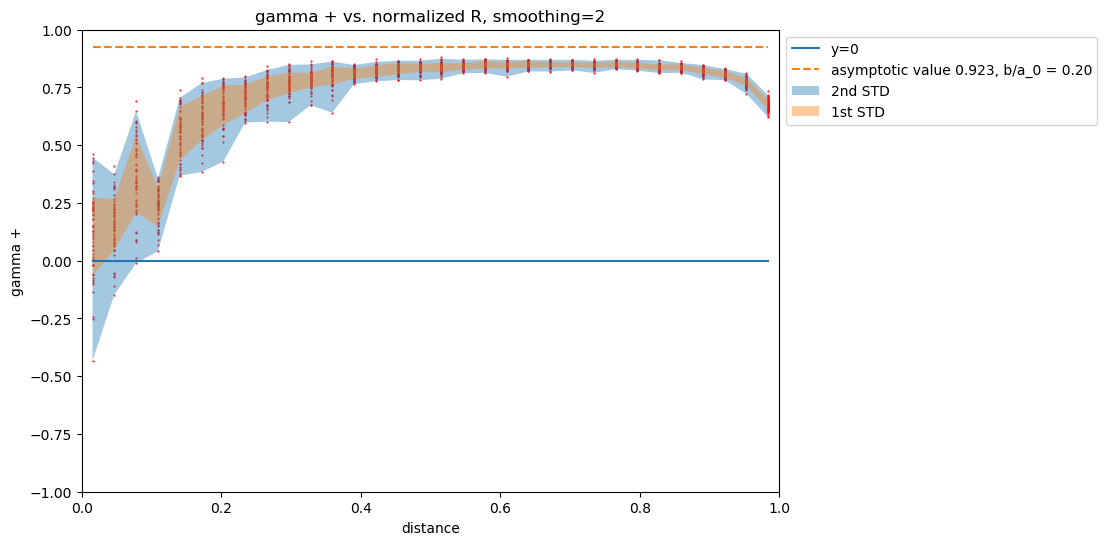 gamma + vs. normalized R, smoothing=2
1.00
0.75
0.50
0.25
0.00
−0.25
−0.50
−0.75
−1.00
gamma +
0.0
0.2
0.4
0.6
0.8
1.0
distance
y=0
asymptotic value 0.923, b/a_0 = 0.20
2nd STD
1st STD